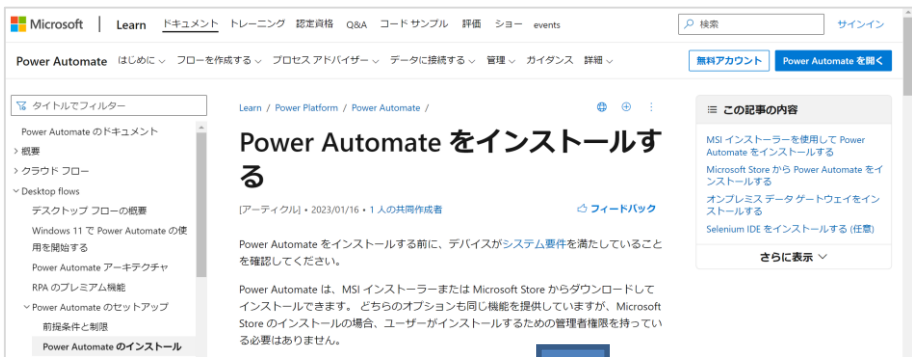 Microsoft Learn ドキュメント トレーニング 認定資格 Q&A コード サンプル 評価 ショー events 検索 サインイン
Power Automate はじめに フローを作成する プロセス アドバイザー データに接続する 管理 ガイダンス 詳細 無料アカウント Power Automate を開く
タイトルでフィルター
Power Automate のドキュメント
概要
クラウド フロー
Desktop flows
デスクトップ フローの概要
Windows 11 で Power Automate の使
用を開始する
Power Automate アーキテクチャ
RPA のプレミアム機能
Power Automate のセットアップ
前提条件と制限
Power Automate のインストール
Learn / Power Platform / Power Automate /
Power Automate をインストールす
る
[アーティクル] • 2023/01/16 • 1 人の共同作成者
フィードバック
Power Automate をインストールする前に、デバイスがシステム要件を満たしていること
を確認してください。
Power Automate は、MSI インストーラーまたは Microsoft Store からダウンロードして
インストールできます。 どちらのオプションも同じ機能を提供していますが、Microsoft
Store のインストールの場合、ユーザーがインストールするための管理者権限を持ってい
る必要はありません。
この記事の内容
MSI インストーラーを使用して Power
Automate をインストールする
Microsoft Store から Power Automate をイ
ンストールする
オンプレミス データ ゲートウェイをイン
ストールする
Selenium IDE をインストールする (任意)
さらに表示